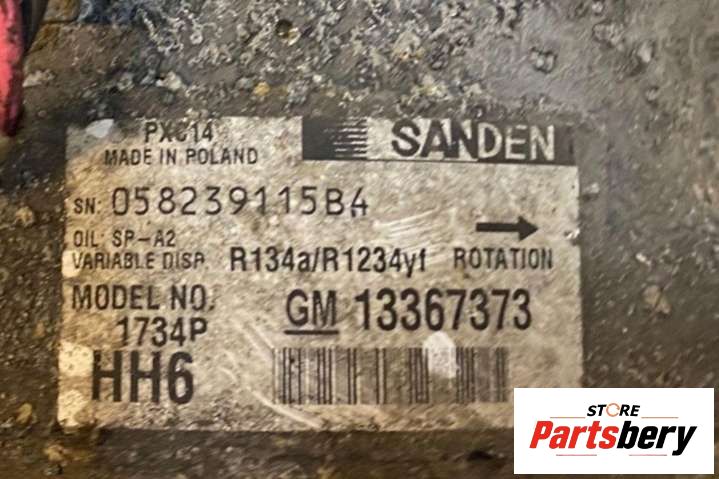 PXC14
MADE IN POLAND
SANDEN
SN: 058239115B4
OIL: SP-A2
VARIABLE DISP. R134a/R1234yf ROTATION
MODEL NO. GM 13367373
1734P
HH6
STORE
Partsbery